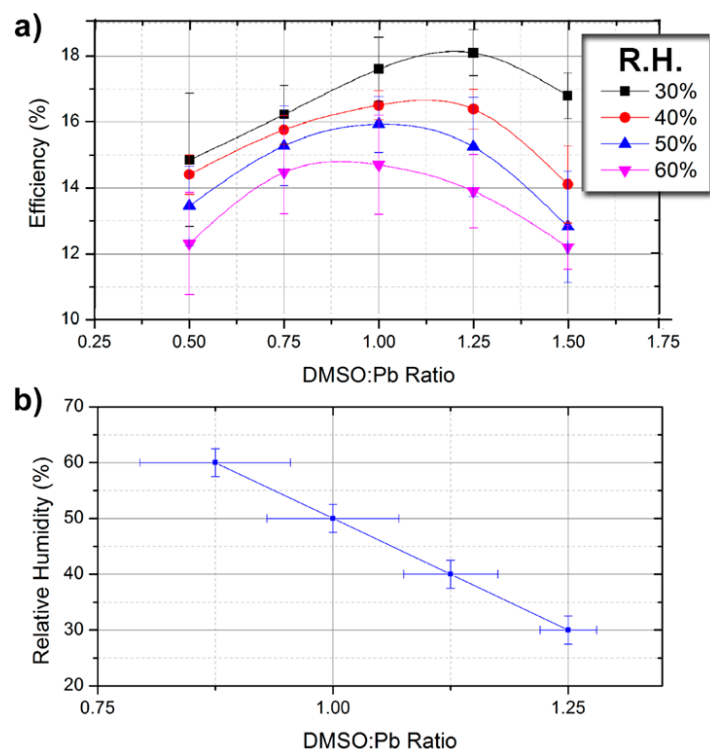 a)
18
16
14
12
10
Efficiency (%)
0.25 0.50 0.75 1.00 1.25 1.50 1.75
DMSO:Pb Ratio
R.H.
30%
40%
50%
60%
b)
70
60
50
40
30
20
Relative Humidity (%)
0.75 1.00 1.25
DMSO:Pb Ratio